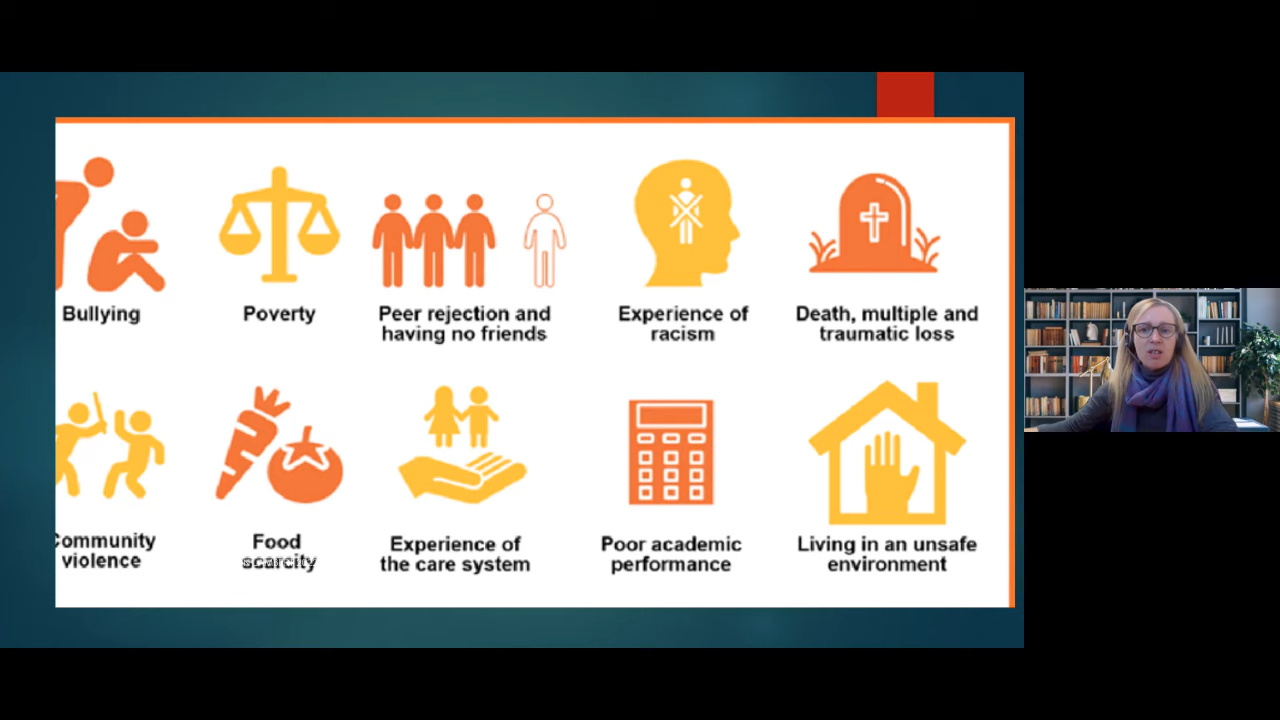 Bullying
Poverty
Peer rejection and
having no friends
Experience of
racism
Death, multiple and
traumatic loss
Community
violence
Food
scarcity
Experience of
the care system
Poor academic
performance
Living in an unsafe
environment